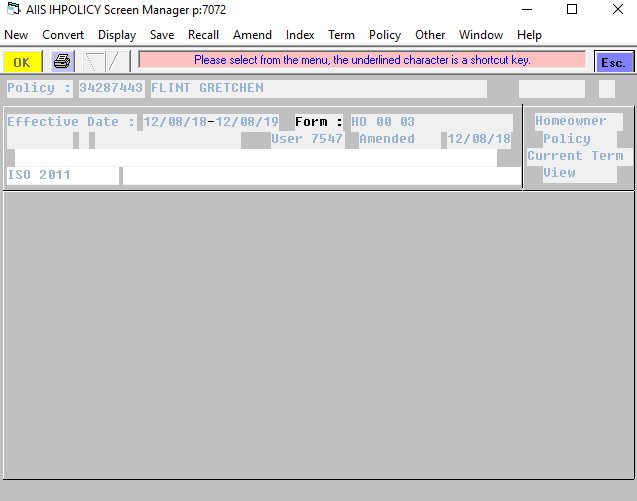 AIIS IHPOLICY Screen Manager p:7072
New Convert Display Save Recall Amend Index Term Policy Other Window Help
OK Please select from the menu, the underlined character is a shortcut key. Esc.
Policy : 34287443 FLINT GRETCHEN
Effective Date : 12/08/18-12/08/19 Form : HO 00 03
User 7547 Amended 12/08/18
ISO 2011
Homeowner
Policy
Current Term
View